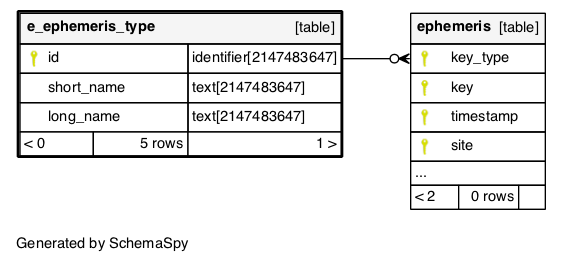 e_ephemeris_type [table]
id identifier[2147483647]
short_name text[2147483647]
long_name text[2147483647]
< 0 5 rows 1 >
ephemeris [table]
key_type
key
timestamp
site
...
< 2 0 rows
Generated by SchemaSpy